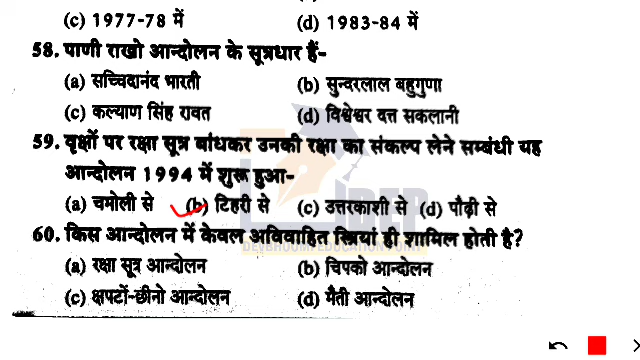 (c) 1977-78 में (d) 1983-84 में
58. पाणी राखो आन्दोलन के सूत्रधार हैं-
(a) सच्चिदानंद भारती (b) सुन्दरलाल बहुगुणा
(c) कल्याण सिंह रावत (d) विश्वेश्वर दत्त सकलानी
59. वृक्षों पर रक्षा सूत्र बांधकर उनकी रक्षा का संकल्प लेने सम्बंधी यह
आन्दोलन 1994 में शुरू हुआ-
(a) चमोली से (b) टिहरी से (c) उत्तरकाशी से (d) पौढ़ी से
60. किस आन्दोलन में केवल अविवाहित स्त्रियां ही शामिल होती है?
(a) रक्षा सूत्र आन्दोलन (b) चिपको आन्दोलन
(c) क्षपटों-छीनो आन्दोलन (d) मैती आन्दोलन